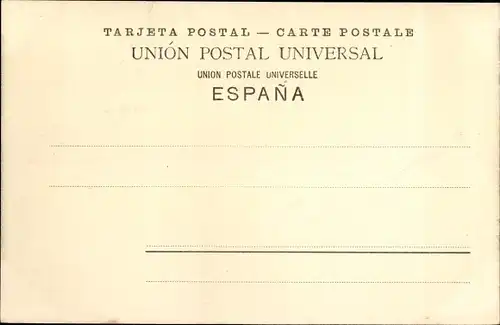 TARJETA POSTAL — CARTE POSTALE
UNIÓN POSTAL UNIVERSAL
UNION POSTALE UNIVERSELLE
ESPAÑA